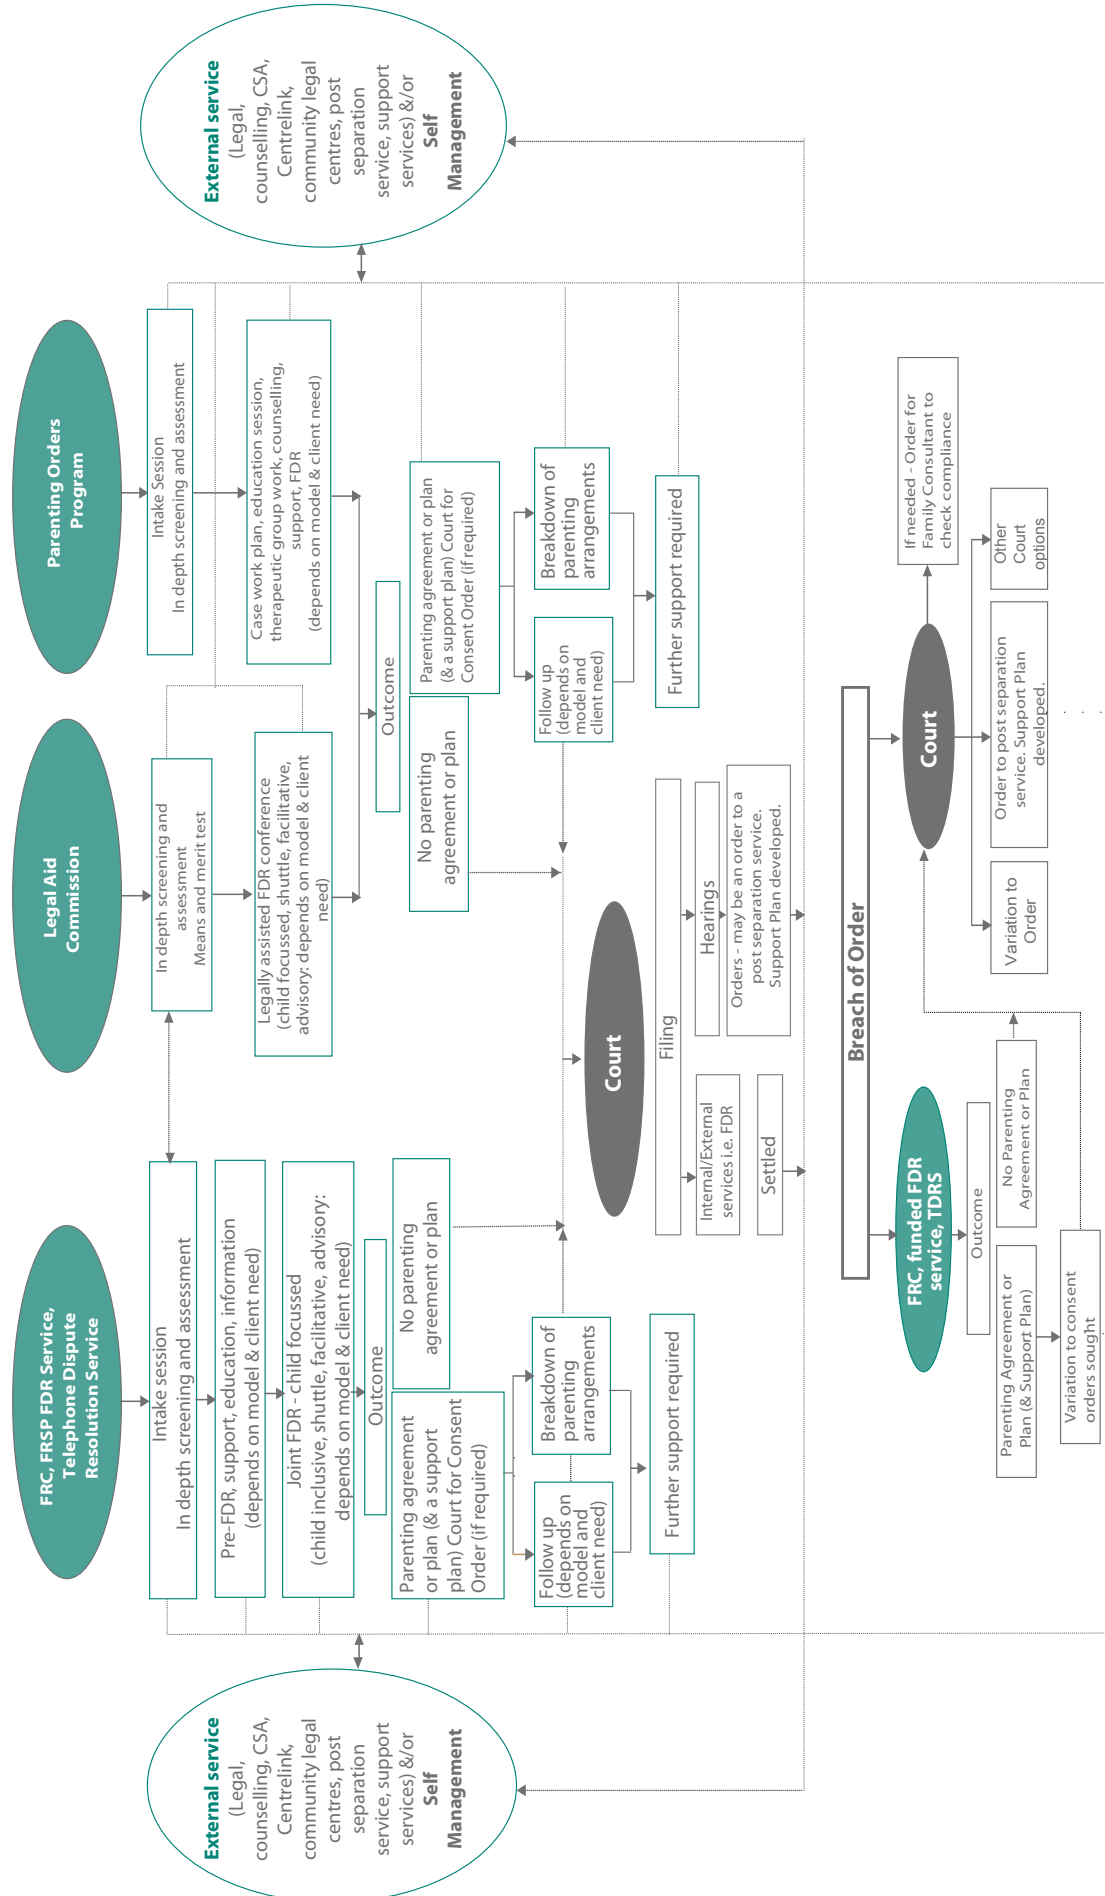 External service
(Legal,
counselling, CSA,
Centrelink,
community legal
centres, post
separation
service, support
services) &/or
Self
Management
FRC, FRSP FDR Service,
Telephone Dispute
Resolution Service
Intake session
In depth screening and assessment
Pre-FDR, support, education, information
(depends on model & client need)
Joint FDR - child focussed
(child inclusive, shuttle, facilitative, advisory:
depends on model & client need)
Outcome
Parenting agreement
or plan (& a support
plan) Court for Consent
Order (if required)
No parenting
agreement or plan
Follow up
(depends on
model and
client need)
Breakdown of
parenting
arrangements
Further support required
Legal Aid
Commission
In depth screening and
assessment
Means and merit test
Legally assisted FDR conference
(child focussed, shuttle, facilitative,
advisory: depends on model & client
need)
Parenting Orders
Program
Intake Session
In depth screening and assessment
Case work plan, education session,
therapeutic group work, counselling,
support, FDR
(depends on model & client need)
Outcome
No parenting
agreement or plan
Parenting agreement or plan
(& a support plan) Court for
Consent Order (if required)
Follow up
(depends on
model and
client need)
Breakdown of
parenting
arrangements
Further support required
External service
(Legal,
counselling, CSA,
Centrelink,
community legal
centres, post
separation
service, support
services) &/or
Self
Management
Court
Filing
Internal/External
services i.e. FDR
Settled
Hearings
Orders - may be an order to a
post separation service.
Support Plan developed.
Breach of Order
FRC, funded FDR
service, TDRS
Outcome
Parenting Agreement or
Plan (& Support Plan)
No Parenting
Agreement or Plan
Variation to consent
orders sought
Court
If needed - Order for
Family Consultant to
check compliance
Variation to
Order
Order to post separation
service. Support Plan
developed.
Other
Court
options